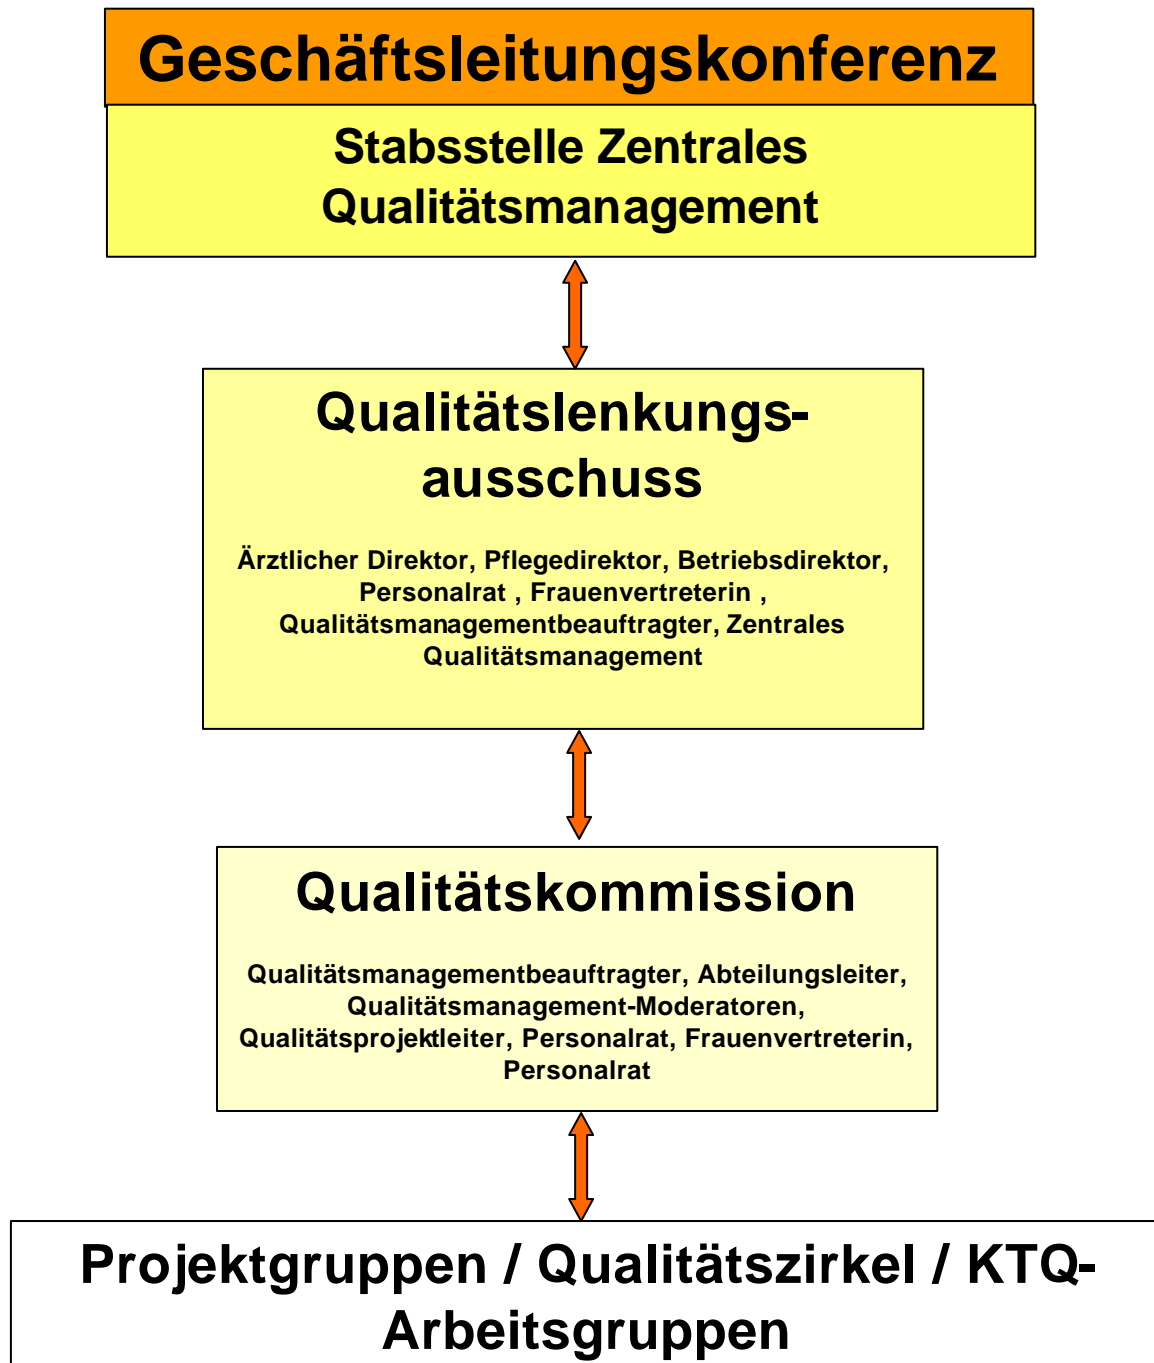 Geschäftsleitungskonferenz
Stabsstelle Zentrales
Qualitätsmanagement
Qualitätslenkungs-
ausschuss
Ärztlicher Direktor, Pflegedirektor, Betriebsdirektor,
Personalrat , Frauenvertreterin ,
Qualitätsmanagementbeauftragter, Zentrales
Qualitätsmanagement
Qualitätskommission
Qualitätsmanagementbeauftragter, Abteilungsleiter,
Qualitätsmanagement-Moderatoren,
Qualitätsprojektleiter, Personalrat, Frauenvertreterin,
Personalrat
Projektgruppen / Qualitätszirkel / KTQ-
Arbeitsgruppen